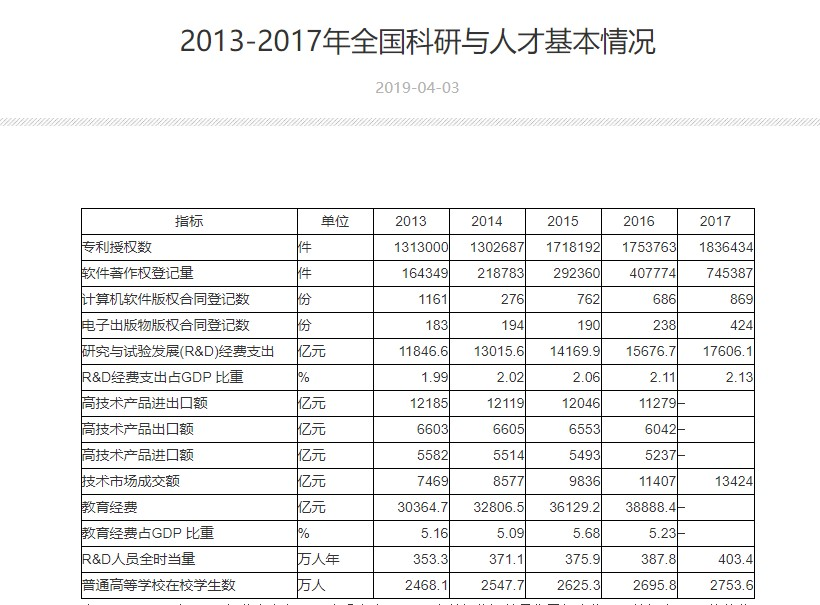 2013-2017年全国科研与人才基本情况
2019-04-03
指标 单位 2013 2014 2015 2016 2017
专利授权数 件 1313000 1302687 1718192 1753763 1836434
软件著作权登记量 件 164349 218783 292360 407774 745387
计算机软件版权合同登记数 份 1161 276 762 686 869
电子出版物版权合同登记数 份 183 194 190 238 424
研究与试验发展(R&D)经费支出 亿元 11846.6 13015.6 14169.9 15676.7 17606.1
R&D经费支出占GDP 比重 % 1.99 2.02 2.06 2.11 2.13
高技术产品进出口额 亿元 12185 12119 12046 11279 –
高技术产品出口额 亿元 6603 6605 6553 6042 –
高技术产品进口额 亿元 5582 5514 5493 5237 –
技术市场成交额 亿元 7469 8577 9836 11407 13424
教育经费 亿元 30364.7 32806.5 36129.2 38888.4 –
教育经费占GDP 比重 % 5.16 5.09 5.68 5.23 –
R&D人员全时当量 万人年 353.3 371.1 375.9 387.8 403.4
普通高等学校在校学生数 万人 2468.1 2547.7 2625.3 2695.8 2753.6